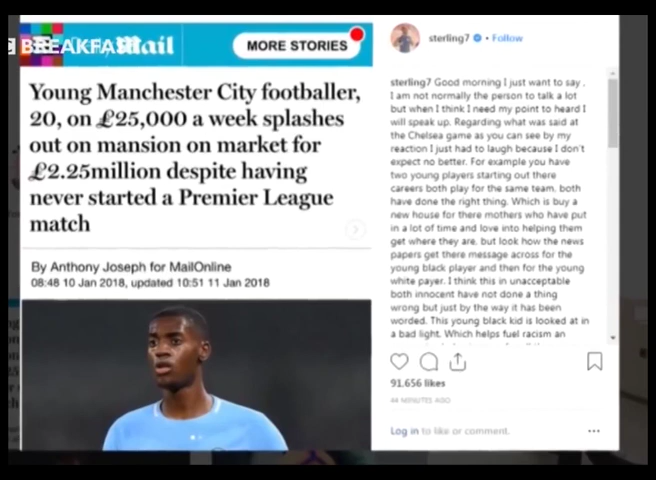 BREAKFAST
Mail
MORE STORIES
Young Manchester City footballer,
20, on £25,000 a week splashes
out on mansion on market for
£2.25million despite having
never started a Premier League
match
By Anthony Joseph for MailOnline
08:48 10 Jan 2018, updated 10:51 11 Jan 2018
sterling7 • Follow
sterling7 Good morning I just want to say ,
I am not normally the person to talk a lot
but when I think I need my point to heard I
will speak up. Regarding what was said at
the Chelsea game as you can see by my
reaction I just had to laugh because I don't
expect no better. For example you have
two young players starting out there
careers both play for the same team, both
have done the right thing. Which is buy a
new house for there mothers who have put
in a lot of time and love into helping them
get where they are, but look how the news
papers get there message across for the
young black player and then for the young
white payer. I think this in unacceptable
both innocent have not done a thing
wrong but just by the way it has been
worded. This young black kid is looked at in
a bad light. Which helps fuel racism an
91,656 likes
44 MINUTES AGO
Log in to like or comment.